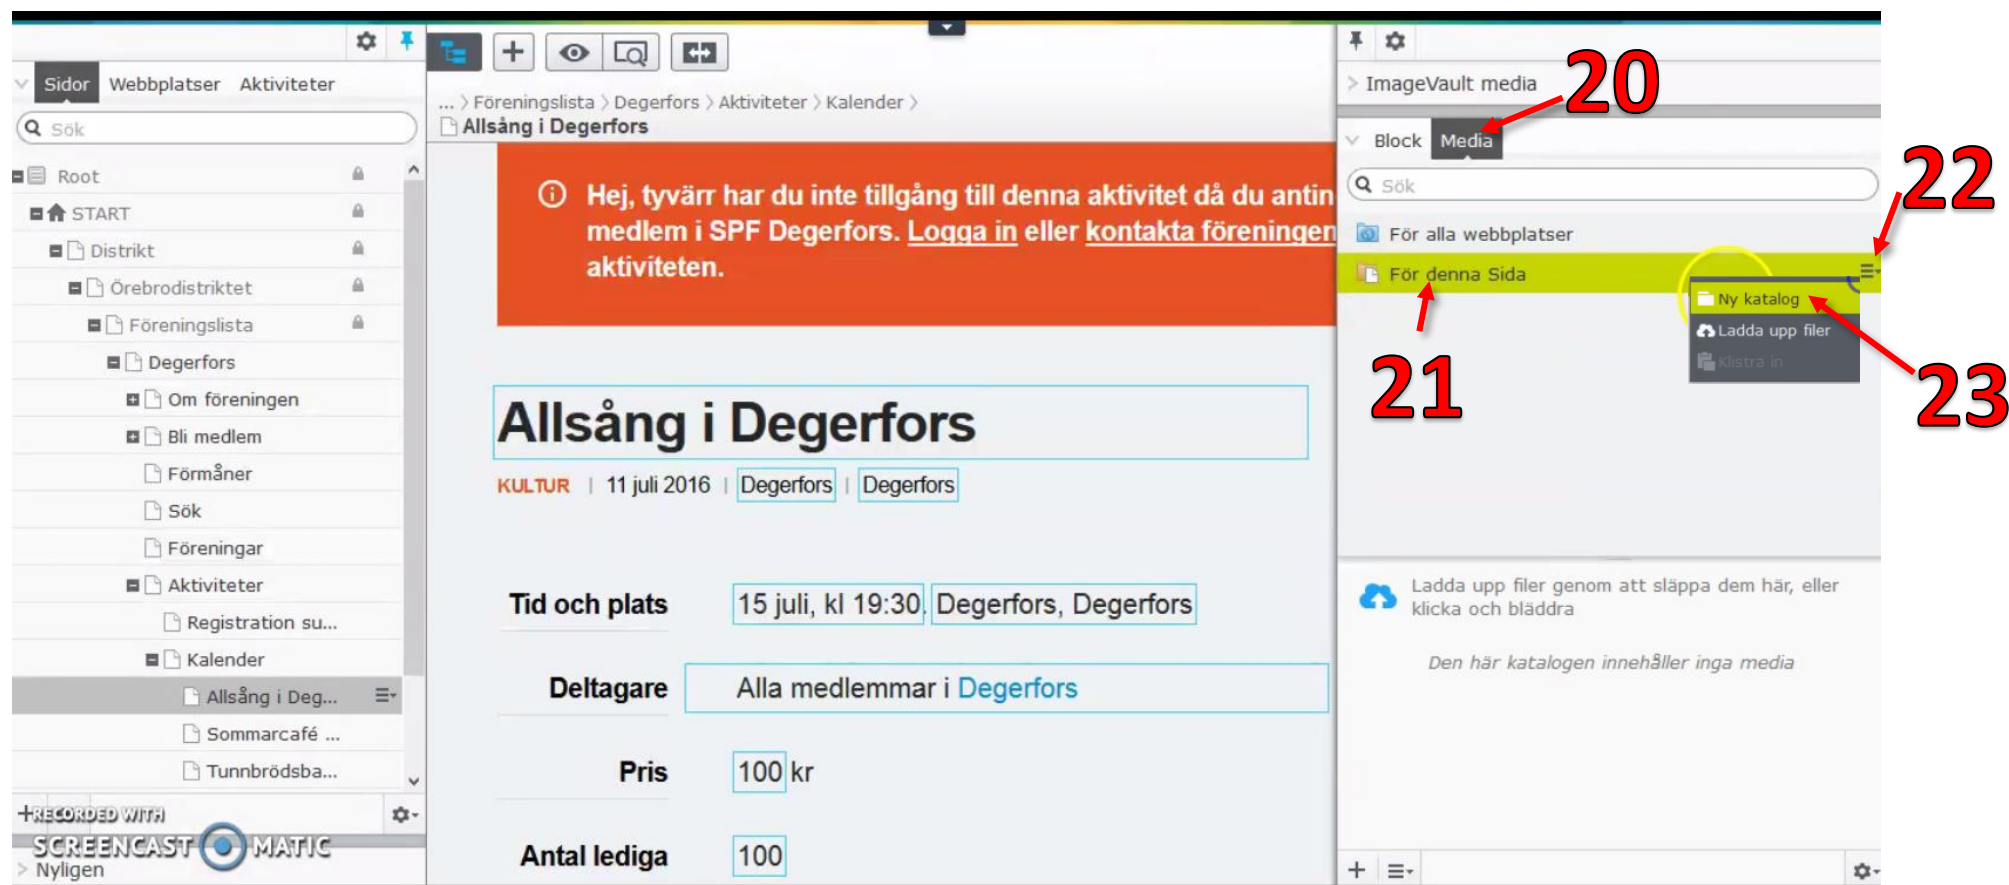 Sidor Webbplatser Aktiviteter
Sök
Root
START
Distrikt
Örebrodistriktet
Föreningslista
Degerfors
Om föreningen
Bli medlem
Förmåner
Sök
Föreningar
Aktiviteter
Registration su...
Kalender
Allsång i Deg...
Sommarcafé ...
Tunnbrödsba...
RECORDED WITH
SCREENCAST MATIC
> Nyligen
... > Föreningslista > Degerfors > Aktiviteter > Kalender >
Allsång i Degerfors
Hej, tyvärr har du inte tillgång till denna aktivitet då du antin
medlem i SPF Degerfors. Logga in eller kontakta föreningen
aktiviteten.
Allsång i Degerfors
KULTUR | 11 juli 2016 | Degerfors | Degerfors
Tid och plats 15 juli, kl 19:30, Degerfors, Degerfors
Deltagare Alla medlemmar i Degerfors
Pris 100 kr
Antal lediga 100
> ImageVault media
20
Block Media
Sök
22
För alla webbplatser
För denna Sida
Ny katalog
Ladda upp filer
Klistra in
21
23
Ladda upp filer genom att släppa dem här, eller
klicka och bläddra
Den här katalogen innehåller inga media